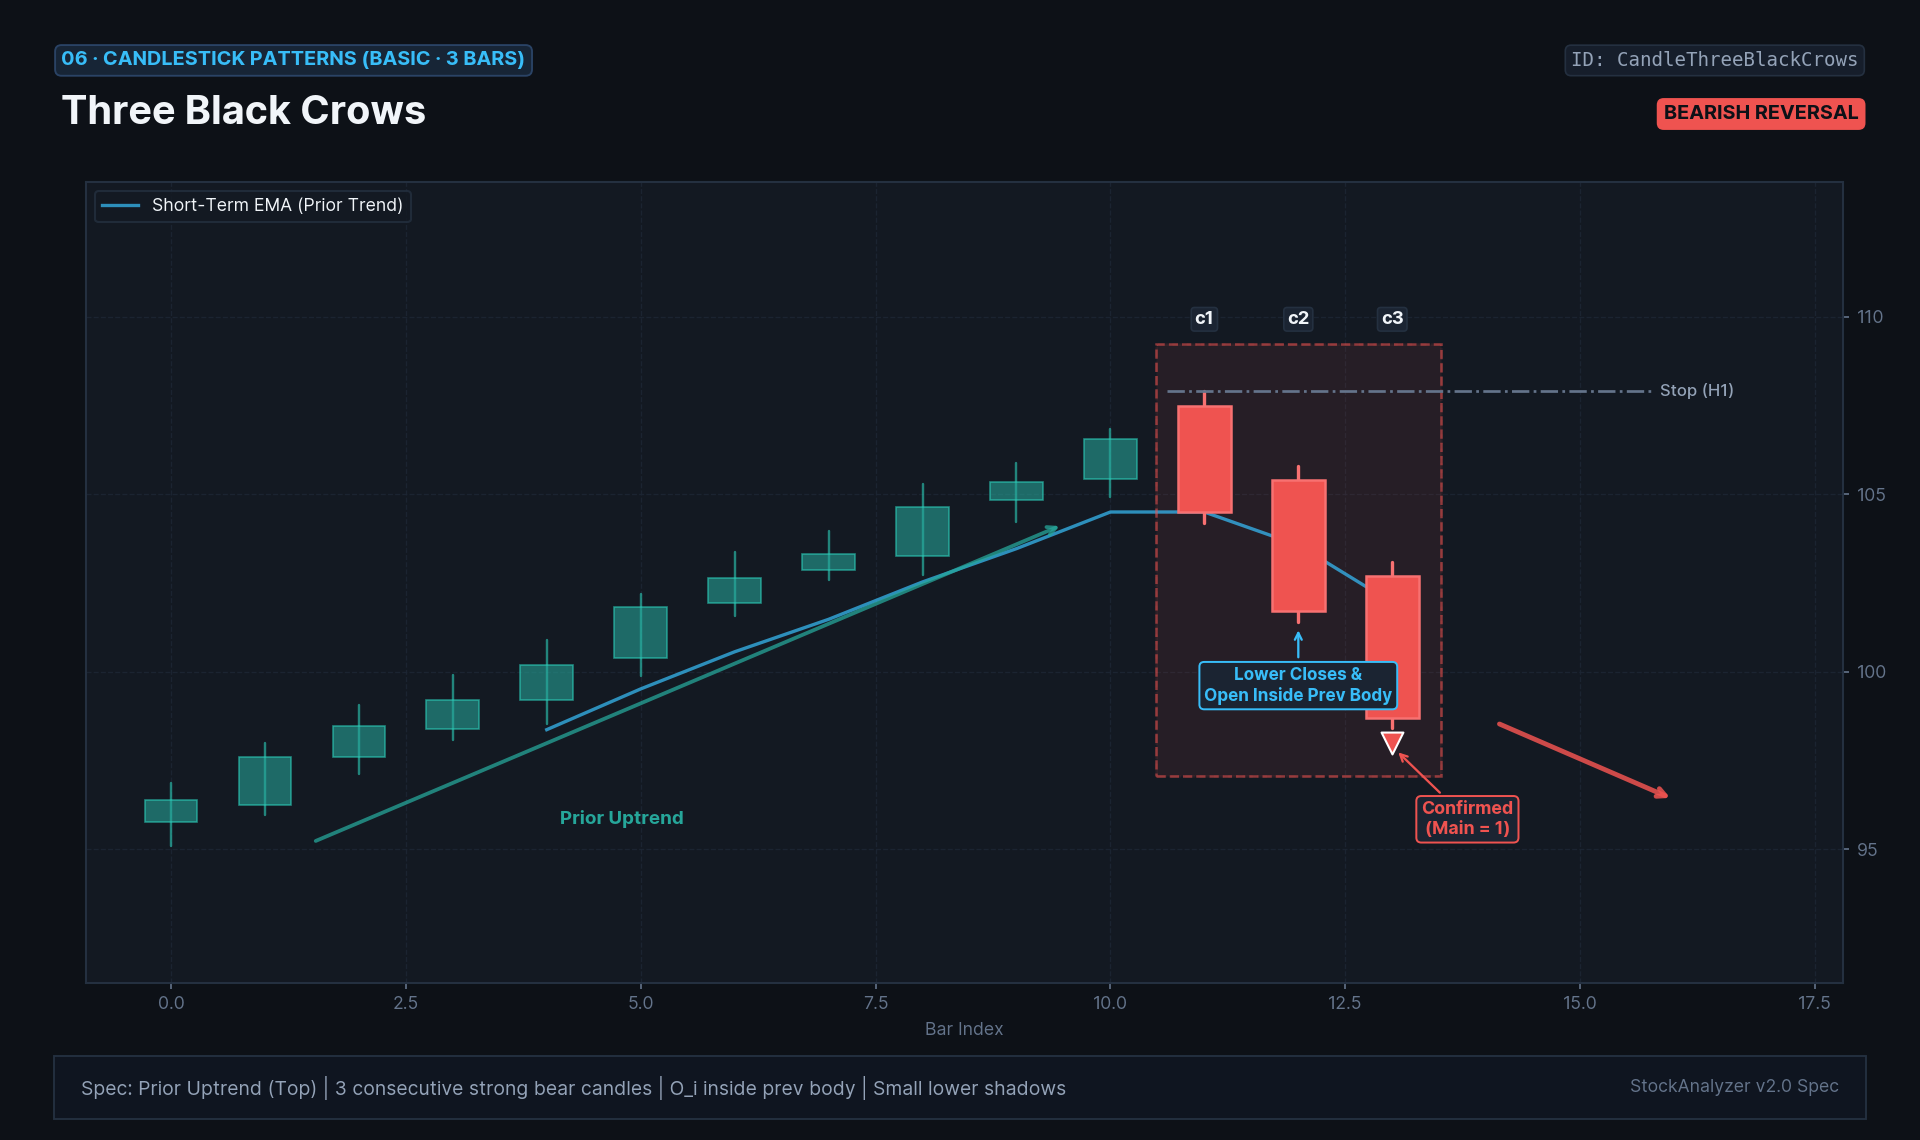 06 · CANDLESTICK PATTERNS (BASIC · 3 BARS)
ID: CandleThreeBlackCrows
Three Black Crows
BEARISH REVERSAL
Short-Term EMA (Prior Trend)
c1 c2 c3
110
Stop (H1)
105
100
Lower Closes &
Open Inside Prev Body
Prior Uptrend
Confirmed
(Main = 1)
95
0.0 2.5 5.0 7.5 10.0 12.5 15.0 17.5
Bar Index
Spec: Prior Uptrend (Top) | 3 consecutive strong bear candles | O_i inside prev body | Small lower shadows
StockAnalyzer v2.0 Spec